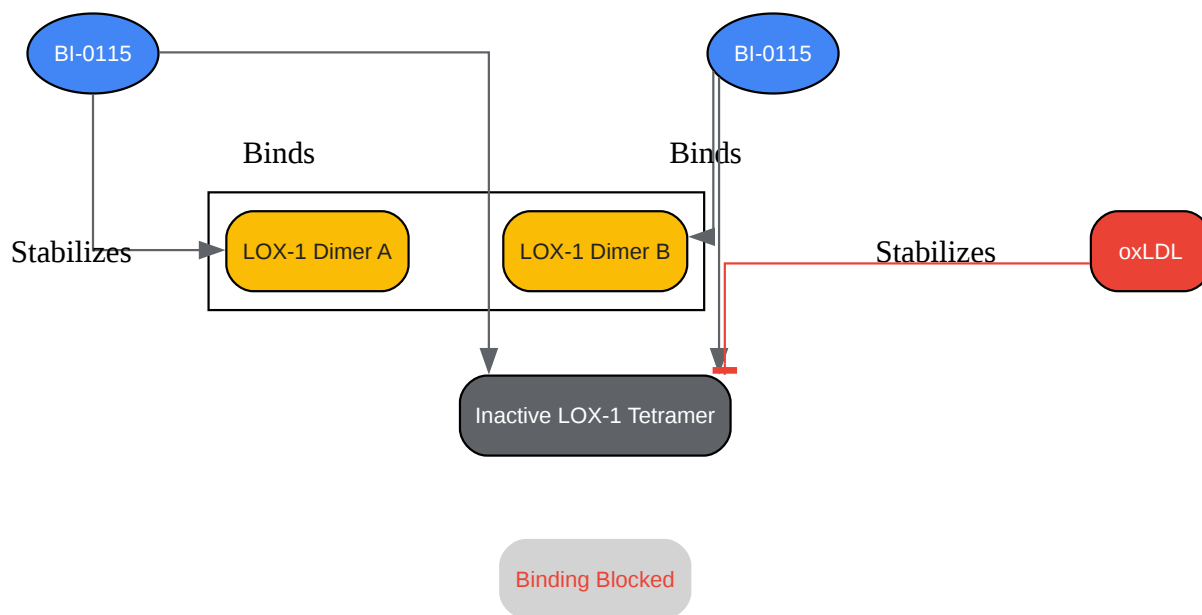 BI-0115
BI-0115
Binds
Binds
Stabilizes
LOX-1 Dimer A
LOX-1 Dimer B
Stabilizes
oxLDL
Inactive LOX-1 Tetramer
Binding Blocked